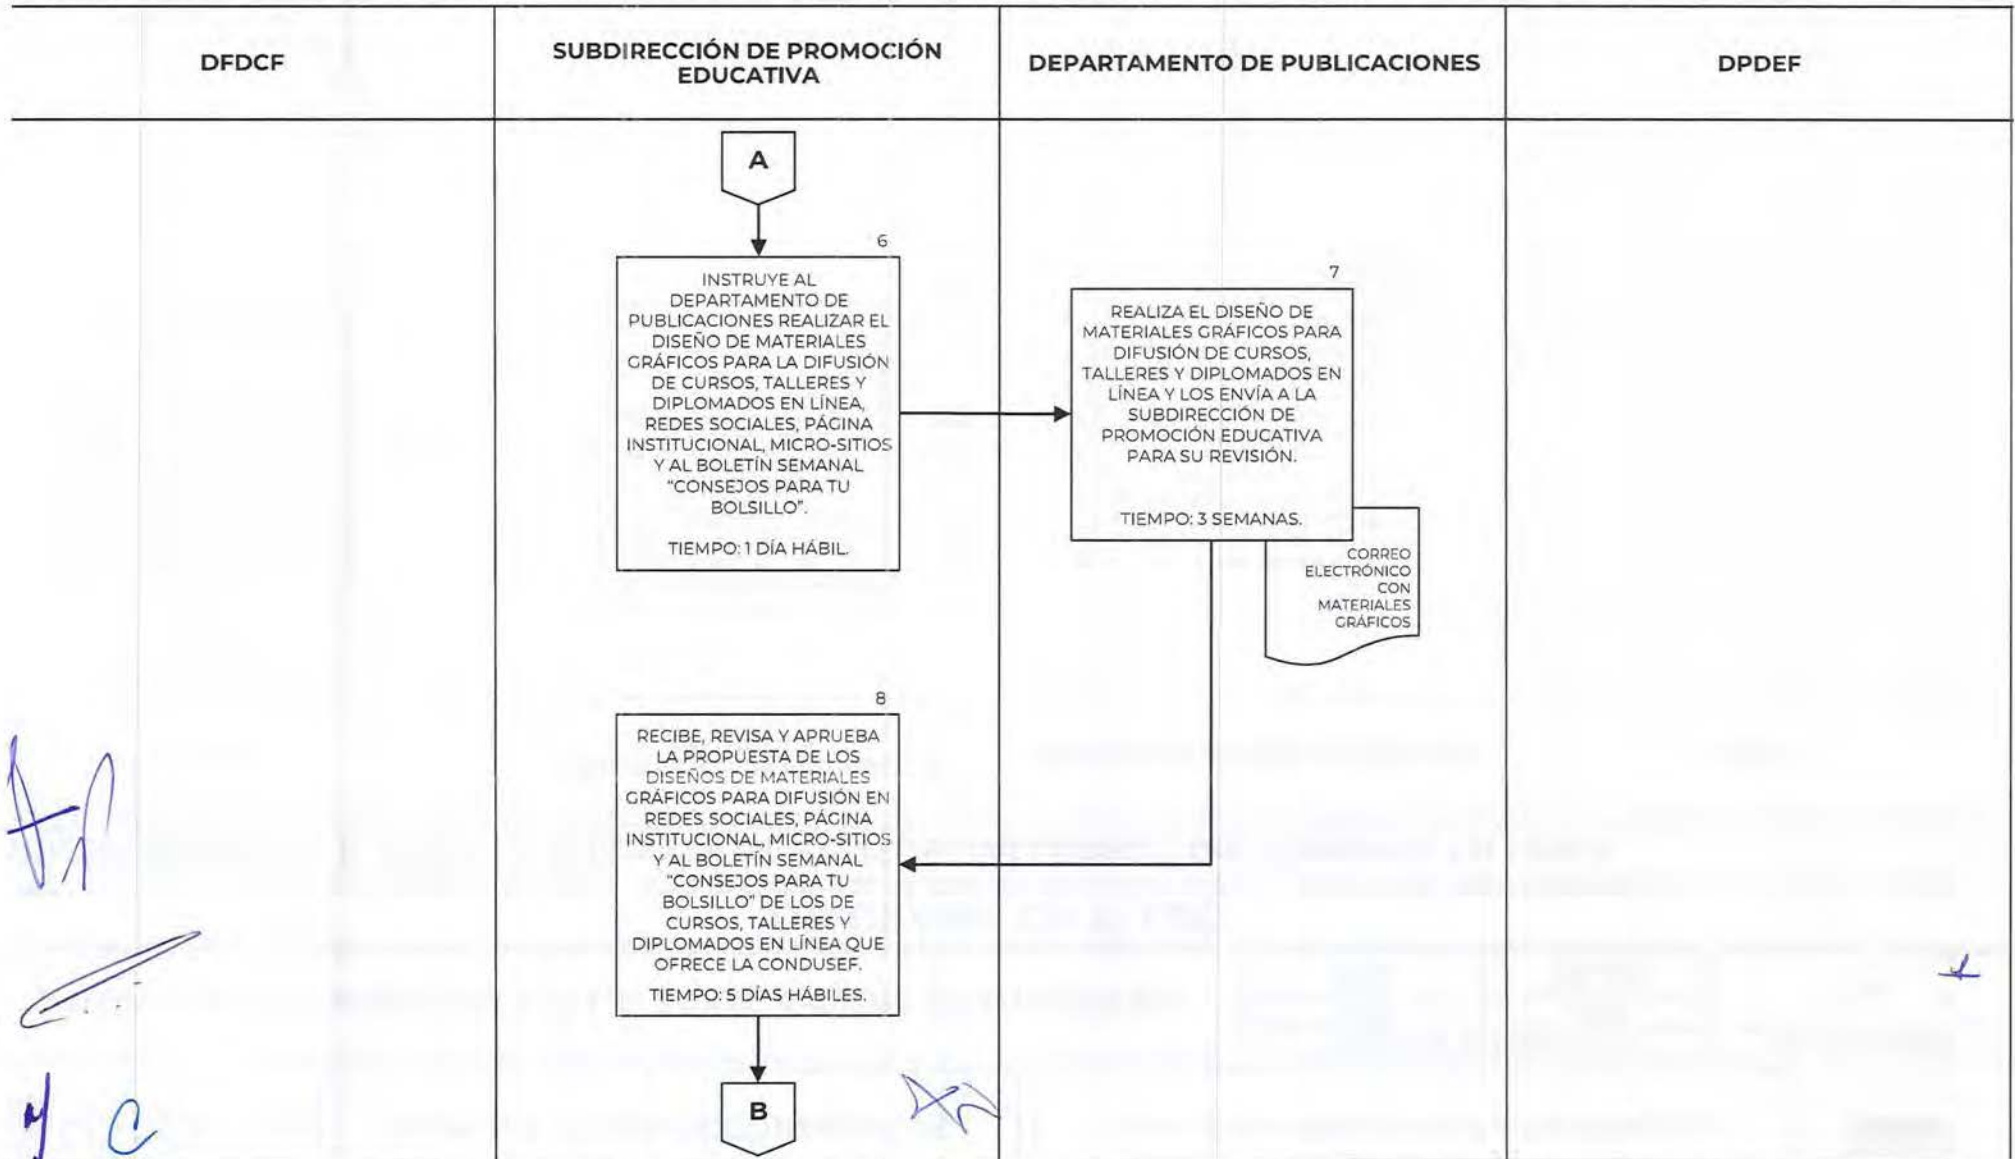 DFDCF
SUBDIRECCIÓN DE PROMOCIÓN
EDUCATIVA
DEPARTAMENTO DE PUBLICACIONES
DPDEF
A
6
INSTRUYE AL
DEPARTAMENTO DE
PUBLICACIONES REALIZAR EL
DISEÑO DE MATERIALES
GRÁFICOS PARA LA DIFUSIÓN
DE CURSOS, TALLERES Y
DIPLOMADOS EN LÍNEA,
REDES SOCIALES, PÁGINA
INSTITUCIONAL, MICRO-SITIOS
Y AL BOLETÍN SEMANAL
“CONSEJOS PARA TU
BOLSILLO”.
TIEMPO: 1 DÍA HÁBIL.
7
REALIZA EL DISEÑO DE
MATERIALES GRÁFICOS PARA
DIFUSIÓN DE CURSOS,
TALLERES Y DIPLOMADOS EN
LÍNEA Y LOS ENVÍA A LA
SUBDIRECCIÓN DE
PROMOCIÓN EDUCATIVA
PARA SU REVISIÓN.
TIEMPO: 3 SEMANAS.
CORREO
ELECTRÓNICO
CON
MATERIALES
GRÁFICOS
8
RECIBE, REVISA Y APRUEBA
LA PROPUESTA DE LOS
DISEÑOS DE MATERIALES
GRÁFICOS PARA DIFUSIÓN EN
REDES SOCIALES, PÁGINA
INSTITUCIONAL, MICRO-SITIOS
Y AL BOLETÍN SEMANAL
“CONSEJOS PARA TU
BOLSILLO” DE LOS DE
CURSOS, TALLERES Y
DIPLOMADOS EN LÍNEA QUE
OFRECE LA CONDUSEF.
TIEMPO: 5 DÍAS HÁBILES.
B